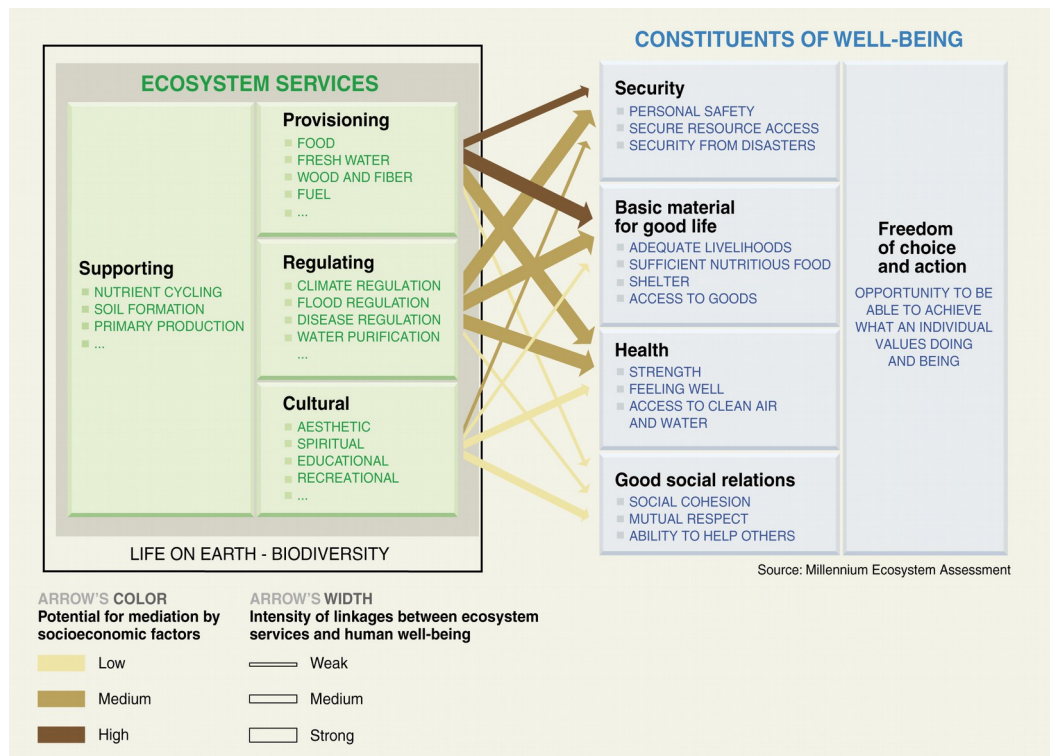 CONSTITUENTS OF WELL-BEING
ECOSYSTEM SERVICES
Supporting
NUTRIENT CYCLING
SOIL FORMATION
PRIMARY PRODUCTION
...
Provisioning
FOOD
FRESH WATER
WOOD AND FIBER
FUEL
...
Regulating
CLIMATE REGULATION
FLOOD REGULATION
DISEASE REGULATION
WATER PURIFICATION
...
Cultural
AESTHETIC
SPIRITUAL
EDUCATIONAL
RECREATIONAL
...
LIFE ON EARTH - BIODIVERSITY
Security
PERSONAL SAFETY
SECURE RESOURCE ACCESS
SECURITY FROM DISASTERS
Basic material
for good life
ADEQUATE LIVELIHOODS
SUFFICIENT NUTRITIOUS FOOD
SHELTER
ACCESS TO GOODS
Health
STRENGTH
FEELING WELL
ACCESS TO CLEAN AIR
AND WATER
Good social relations
SOCIAL COHESION
MUTUAL RESPECT
ABILITY TO HELP OTHERS
Freedom
of choice
and action
OPPORTUNITY TO BE
ABLE TO ACHIEVE
WHAT AN INDIVIDUAL
VALUES DOING
AND BEING
Source: Millennium Ecosystem Assessment
ARROW'S COLOR
Potential for mediation by
socioeconomic factors
Low
Medium
High
ARROW'S WIDTH
Intensity of linkages between ecosystem
services and human well-being
Weak
Medium
Strong